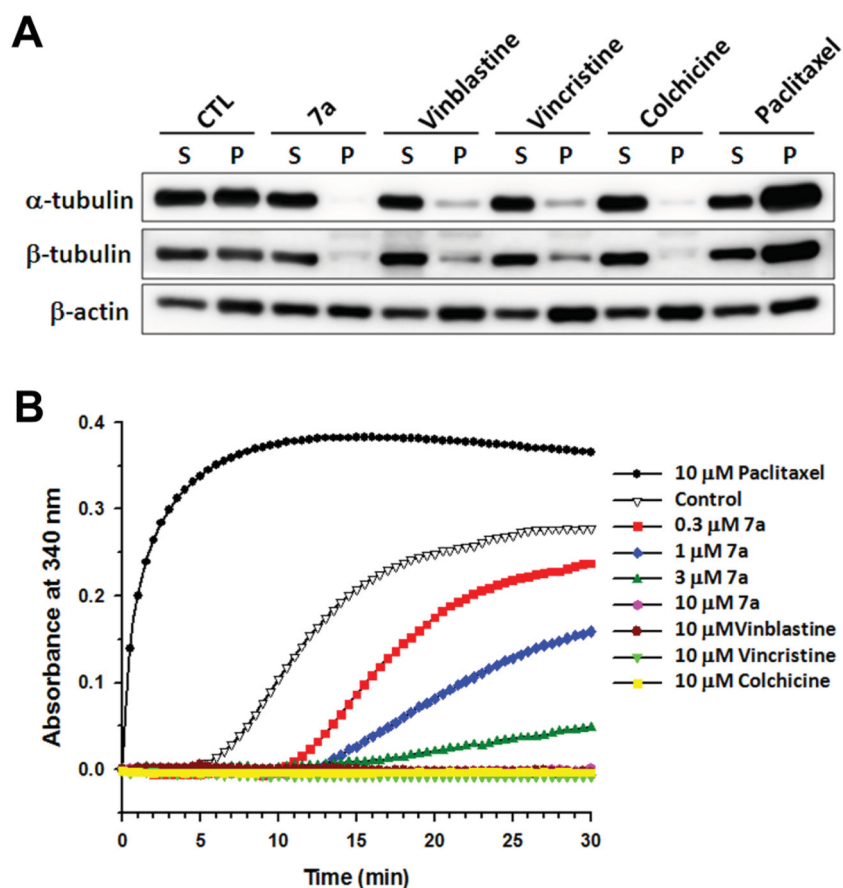 A
CTL 7a Vinblastine Vincristine Colchicine Paclitaxel
S P S P S P S P S P S P
α-tubulin
β-tubulin
β-actin
B
Absorbance at 340 nm
0.4
0.3
0.2
0.1
0.0
0 5 10 15 20 25 30
Time (min)
10 μM Paclitaxel
Control
0.3 μM 7a
1 μM 7a
3 μM 7a
10 μM 7a
10 μM Vinblastine
10 μM Vincristine
10 μM Colchicine